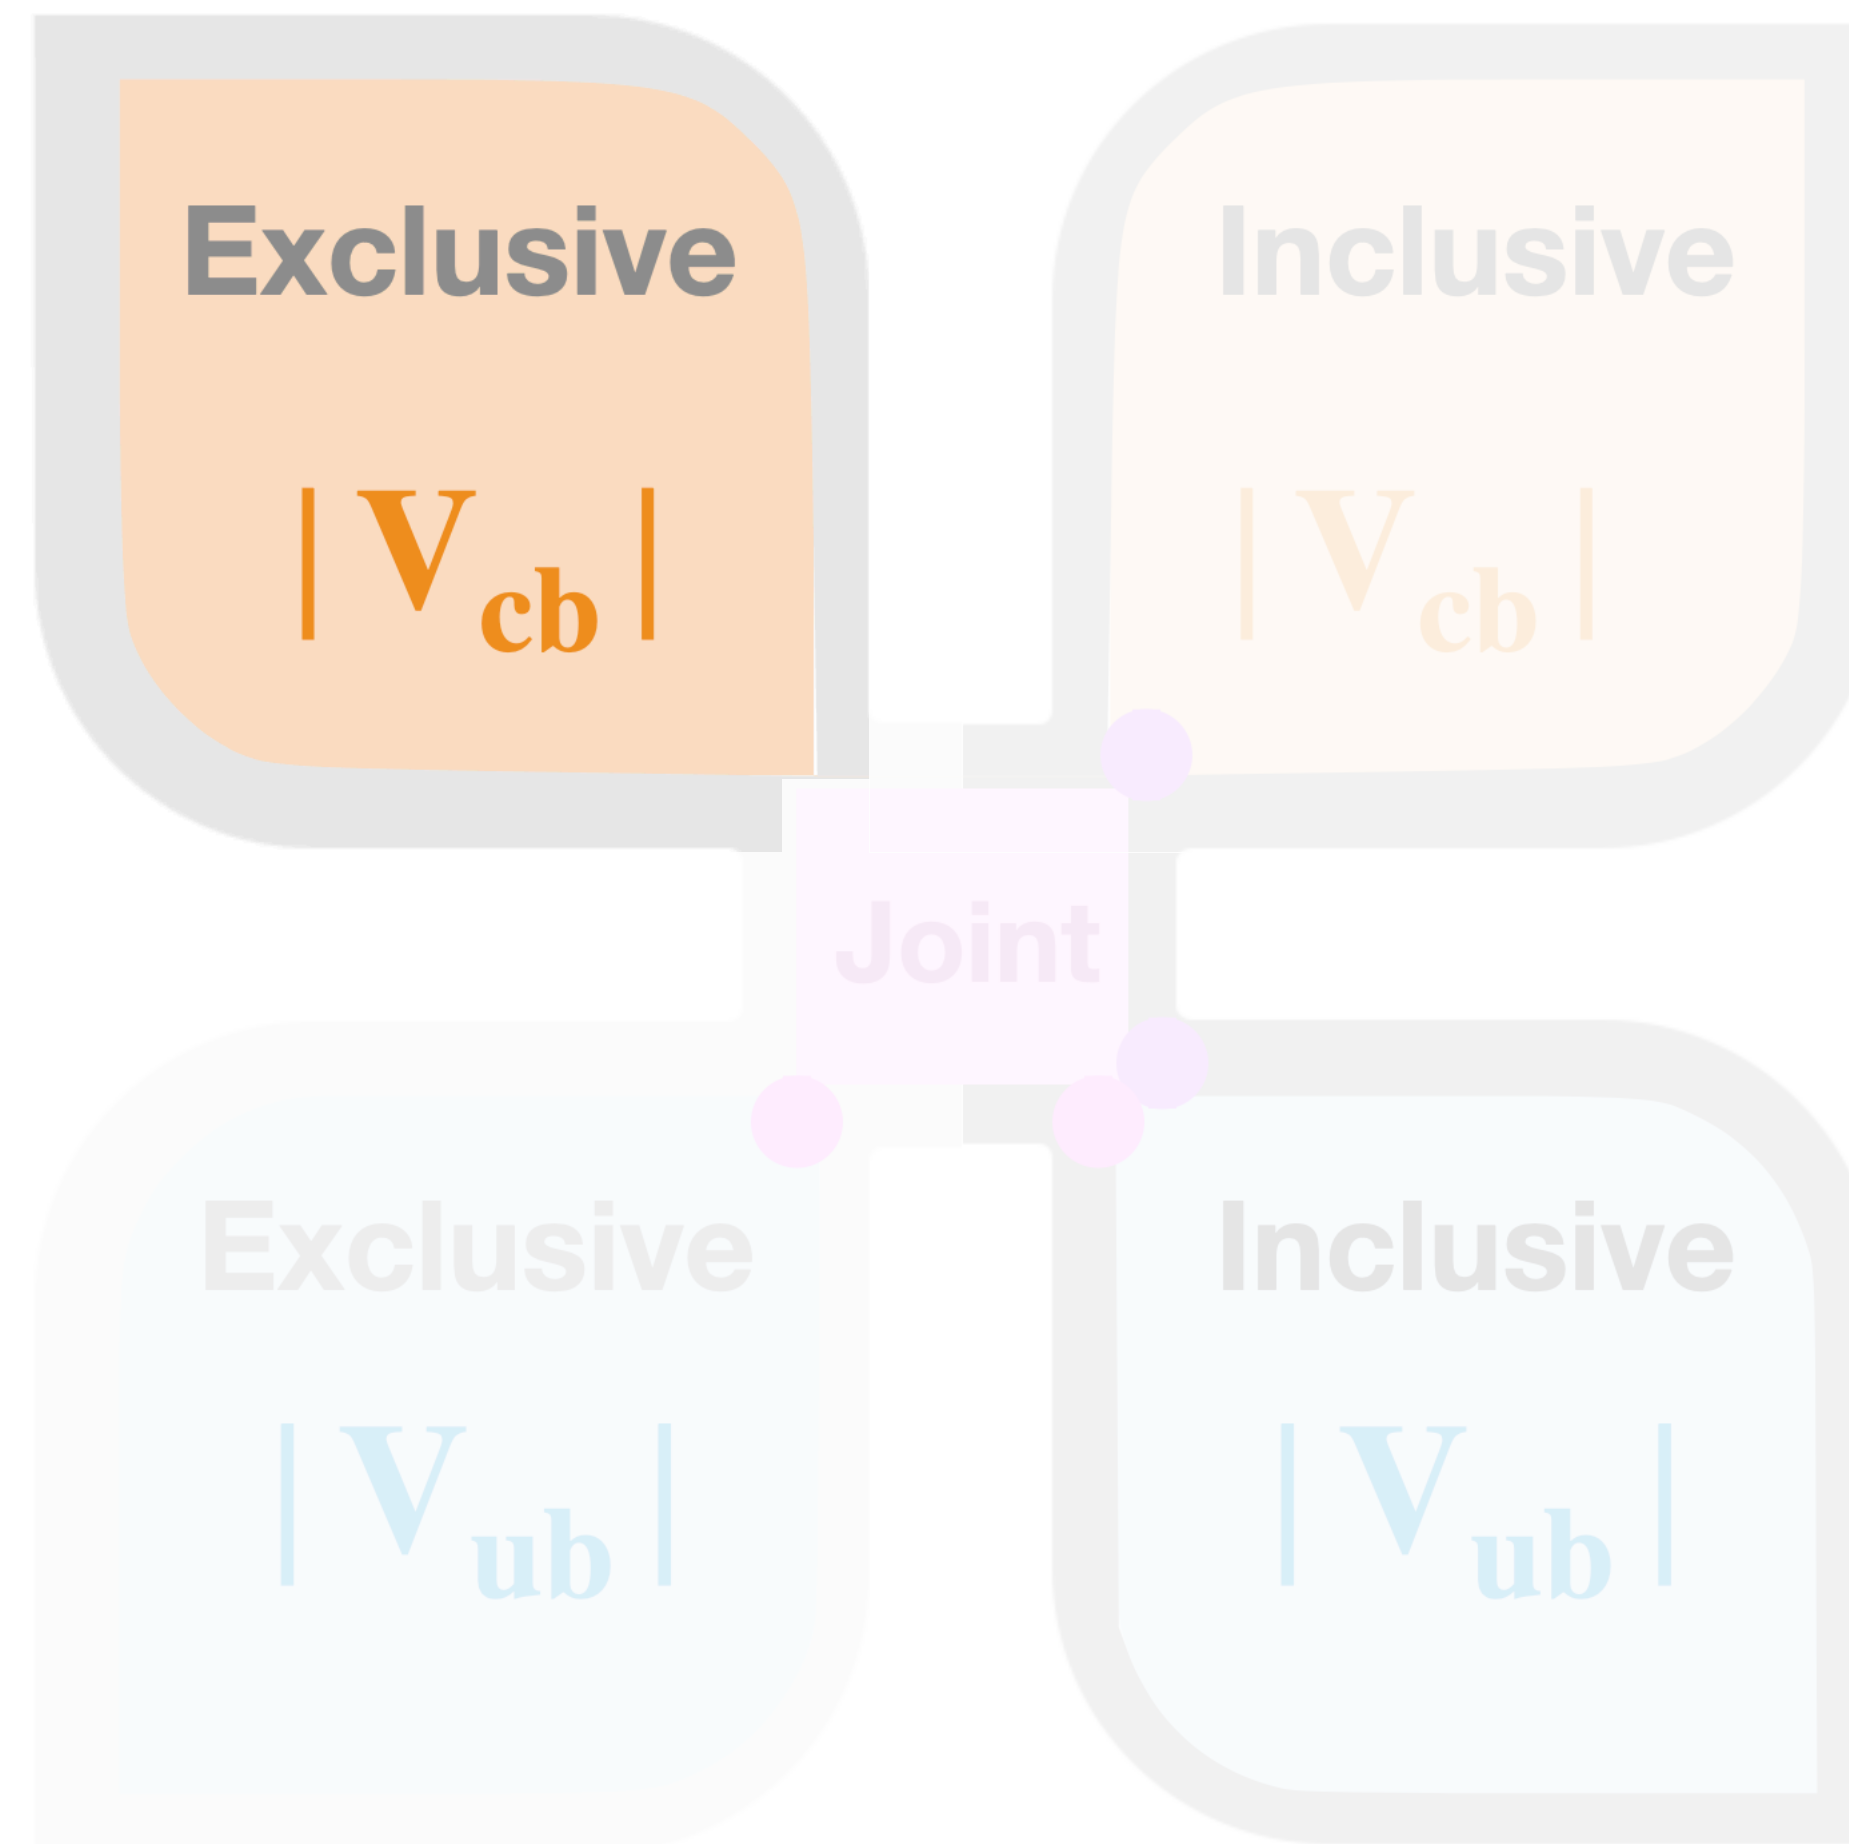 Exclusive
| Vcb |
Inclusive
| Vcb |
Joint
Exclusive
| Vub |
Inclusive
| Vub |